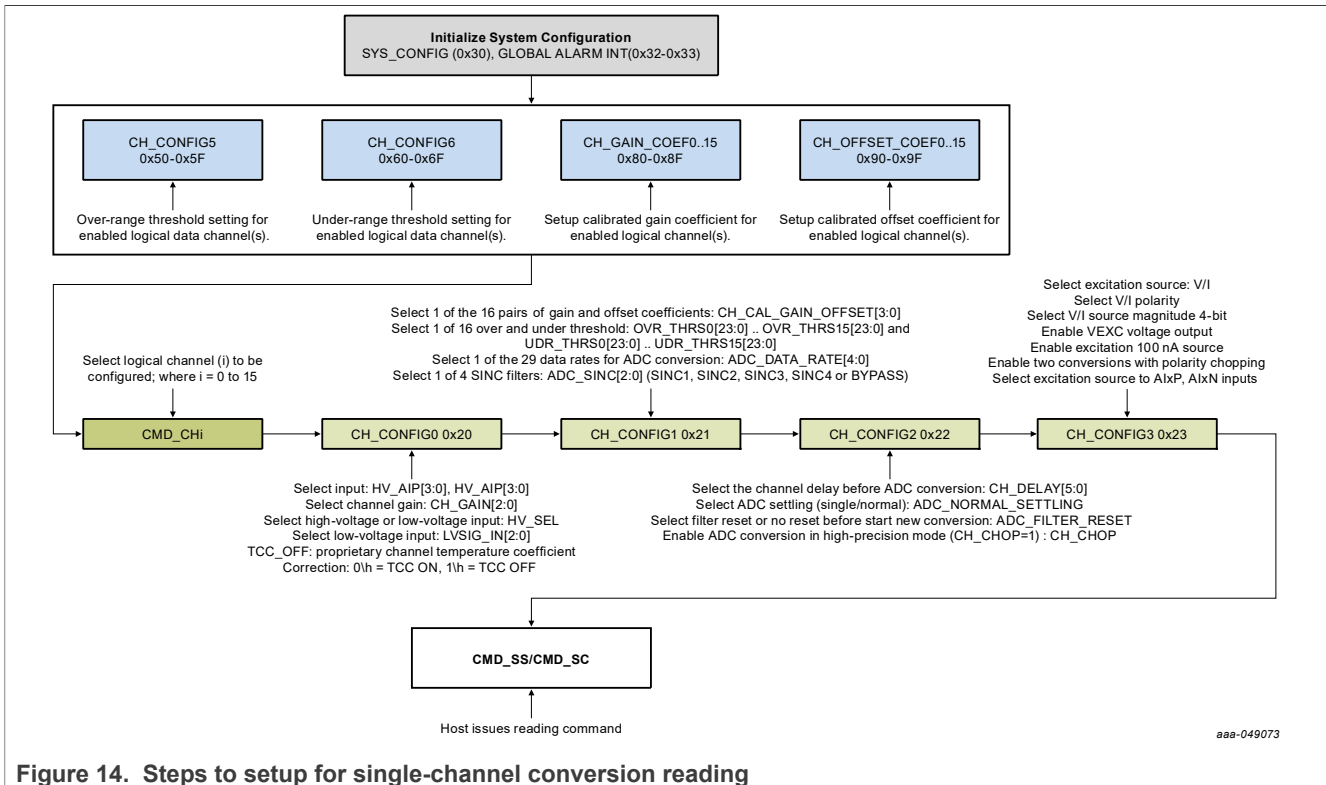 Initialize System Configuration
SYS_CONFIG (0x30), GLOBAL ALARM INT(0x32-0x33)
CH_CONFIG5
0x50-0x5F
CH_CONFIG6
0x60-0x6F
CH_GAIN_COEF0..15
0x80-0x8F
CH_OFFSET_COEF0..15
0x90-0x9F
Over-range threshold setting for
enabled logical data channel(s).
Under-range threshold setting for
enabled logical data channel(s).
Setup calibrated gain coefficient for
enabled logical channel(s).
Setup calibrated offset coefficient for
enabled logical channel(s).
Select logical channel (i) to be
configured; where i = 0 to 15
Select 1 of the 16 pairs of gain and offset coefficients: CH_CAL_GAIN_OFFSET[3:0]
Select 1 of 16 over and under threshold: OVR_THRS0[23:0] .. OVR_THRS15[23:0] and
UDR_THRS0[23:0] .. UDR_THRS15[23:0]
Select 1 of the 29 data rates for ADC conversion: ADC_DATA_RATE[4:0]
Select 1 of 4 SINC filters: ADC_SINC[2:0] (SINC1, SINC2, SINC3, SINC4 or BYPASS)
Select excitation source: V/I
Select V/I polarity
Select V/I source magnitude 4-bit
Enable VEXC voltage output
Enable excitation 100 nA source
Enable two conversions with polarity chopping
Select excitation source to AIxP, AIxN inputs
CMD_CHi
CH_CONFIG0 0x20
CH_CONFIG1 0x21
CH_CONFIG2 0x22
CH_CONFIG3 0x23
Select input: HV_AIP[3:0], HV_AIP[3:0]
Select channel gain: CH_GAIN[2:0]
Select high-voltage or low-voltage input: HV_SEL
Select low-voltage input: LVSIG_IN[2:0]
TCC_OFF: proprietary channel temperature coefficient
Correction: 0\h = TCC ON, 1\h = TCC OFF
Select the channel delay before ADC conversion: CH_DELAY[5:0]
Select ADC settling (single/normal): ADC_NORMAL_SETTLING
Select filter reset or no reset before start new conversion: ADC_FILTER_RESET
Enable ADC conversion in high-precision mode (CH_CHOP=1) : CH_CHOP
CMD_SS/CMD_SC
Host issues reading command
aaa-049073
Figure 14. Steps to setup for single-channel conversion reading